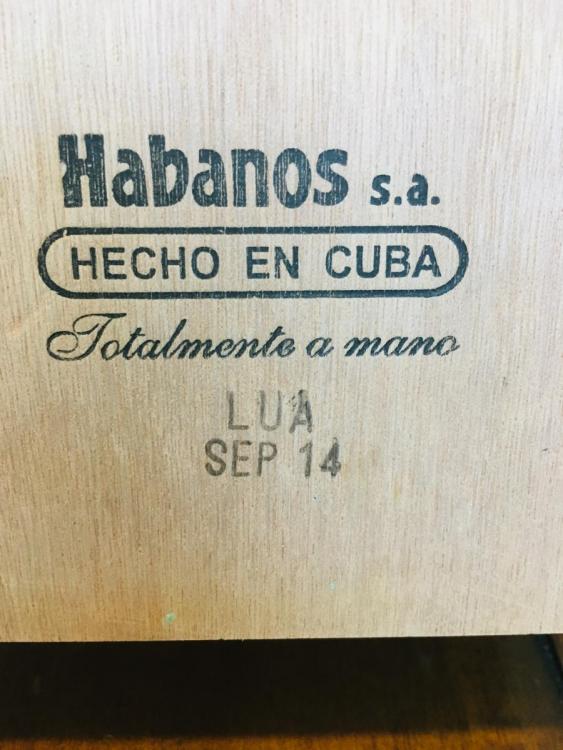 Habanos s.a.
HECHO EN CUBA
Totalmente a mano
LUA
SEP 14